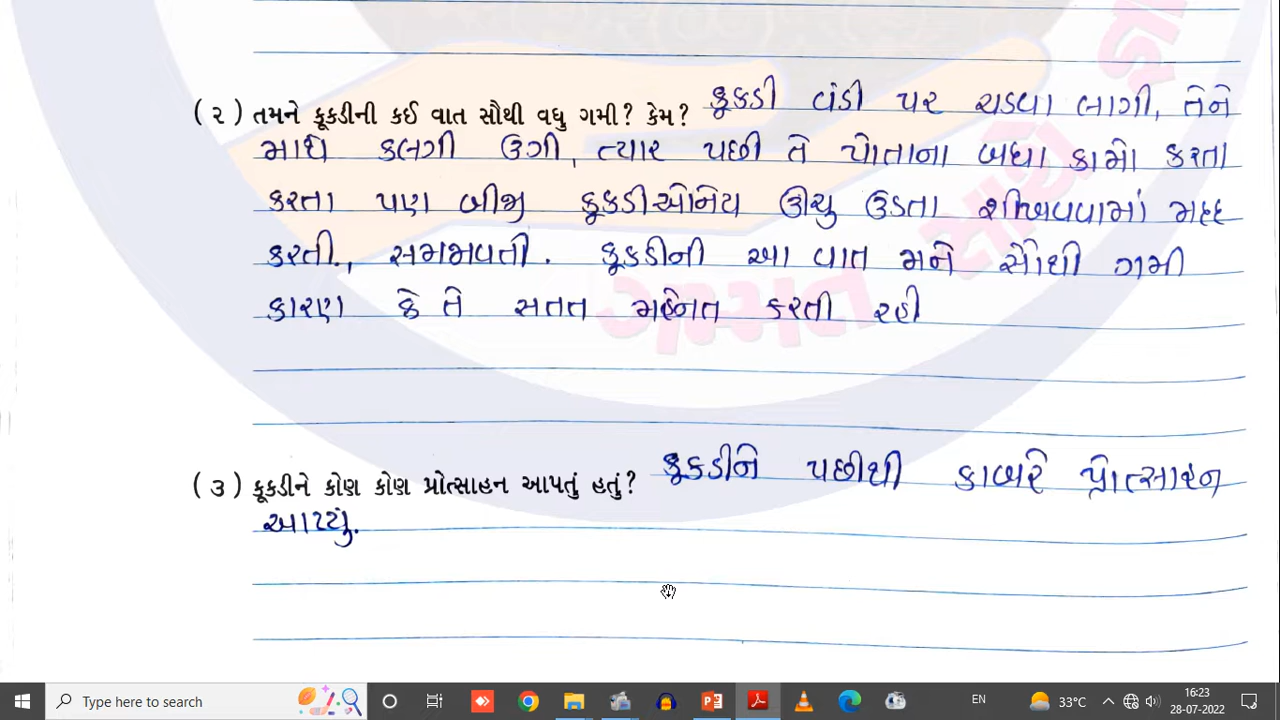 (૨) તમને કૂકડીની કઈ વાત સૌથી વધુ ગમી? કેમ? કૂકડી વંડી પર ચડવા લાગી, તેને
માથે કલગી ઉગી, ત્યાર પછી તે પોતાના બધા કામો કરતા
કરતા પણ બીજી કૂકડીઓનેય ઊંચુ ઉડતા શીખવવામાં મદદ
કરતી., સમજાવતી. કૂકડીની આ વાત મને સૌથી ગમી
કારણ કે તે સતત મહેનત કરતી રહી
(૩) કૂકડીને કોણ કોણ પ્રોત્સાહન આપતું હતું? કૂકડીને પછીથી કાબરે પ્રોત્સાહન
આપ્યું.
Type here to search
EN
33°C
16:23
28-07-2022